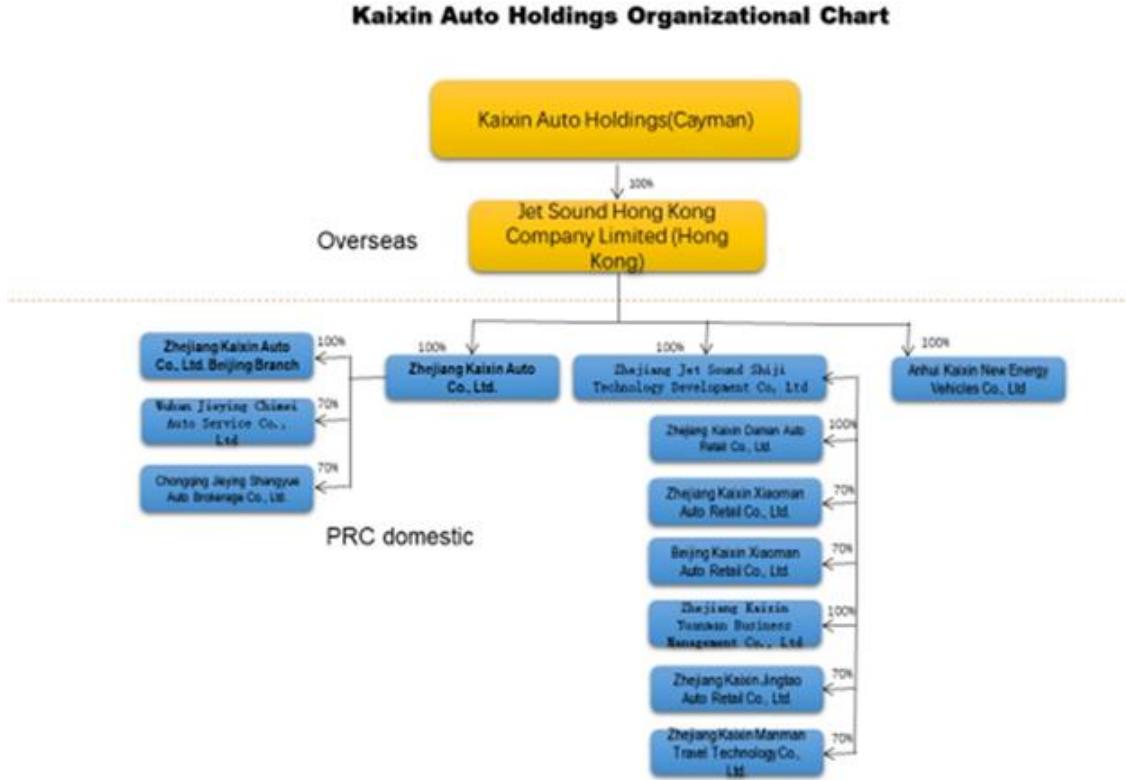 Kaixin Auto Holdings Organizational Chart
Kaixin Auto Holdings(Cayman)
100%
Jet Sound Hong Kong
Company Limited (Hong
Kong)
Overseas
100%
Zhejiang Kaixin Auto
Co., Ltd. Beijing Branch
100%
Zhejiang Kaixin Auto
Co., Ltd.
100%
Zhejiang Jet Sound Shiji
Technology Development Co, Ltd
100%
Anhui Kaixin New Energy
Vehicles Co., Ltd
70%
Wuhan Jieying Chimei
Auto Service Co.,
Ltd
70%
Chongqing Jieying Shangyue
Auto Brokerage Co., Ltd.
PRC domestic
100%
Zhejiang Kaixin Daman Auto
Retail Co., Ltd.
70%
Zhejiang Kaixin Xiaoman
Auto Retail Co., Ltd.
70%
Beijing Kaixin Xiaoman
Auto Retail Co., Ltd.
100%
Zhejiang Kaixin
Yuanman Business
Management Co., Ltd
70%
Zhejiang Kaixin Jingtao
Auto Retail Co., Ltd.
70%
Zhejiang Kaixin Manman
Travel Technology Co.,
Ltd.